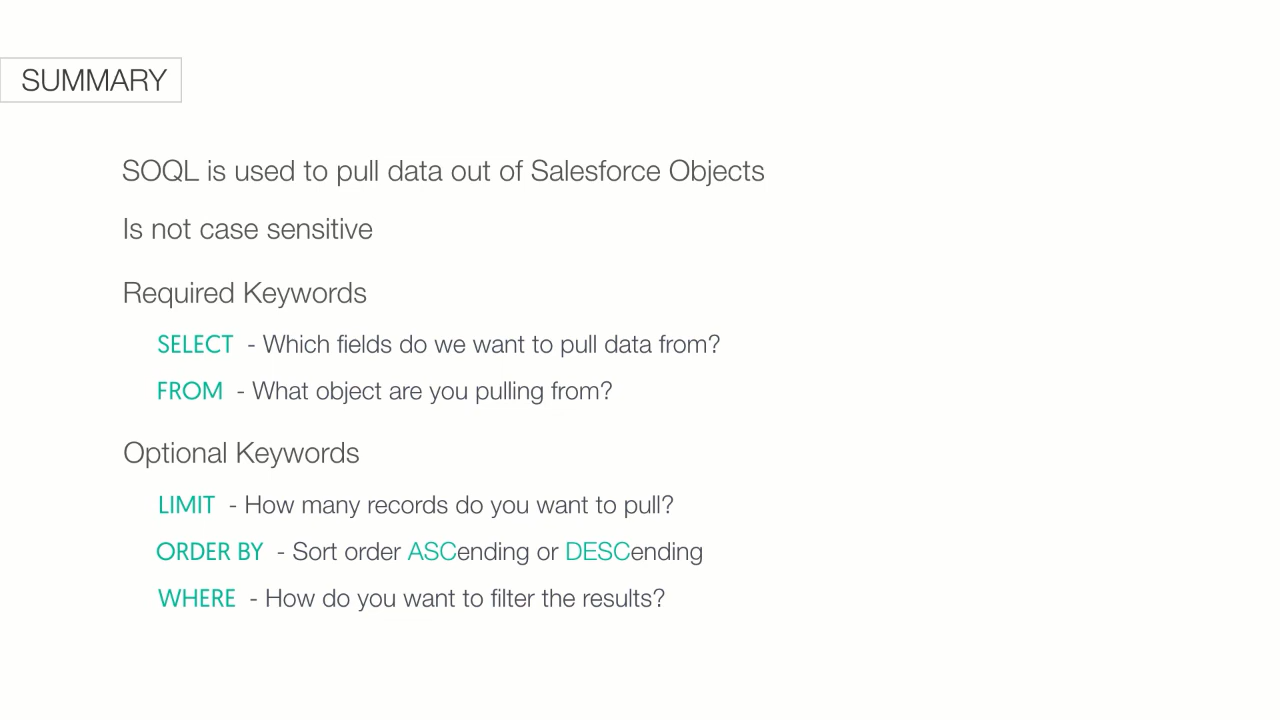 SUMMARY
SOQL is used to pull data out of Salesforce Objects
Is not case sensitive
Required Keywords
SELECT - Which fields do we want to pull data from?
FROM - What object are you pulling from?
Optional Keywords
LIMIT - How many records do you want to pull?
ORDER BY - Sort order ASCending or DESCending
WHERE - How do you want to filter the results?